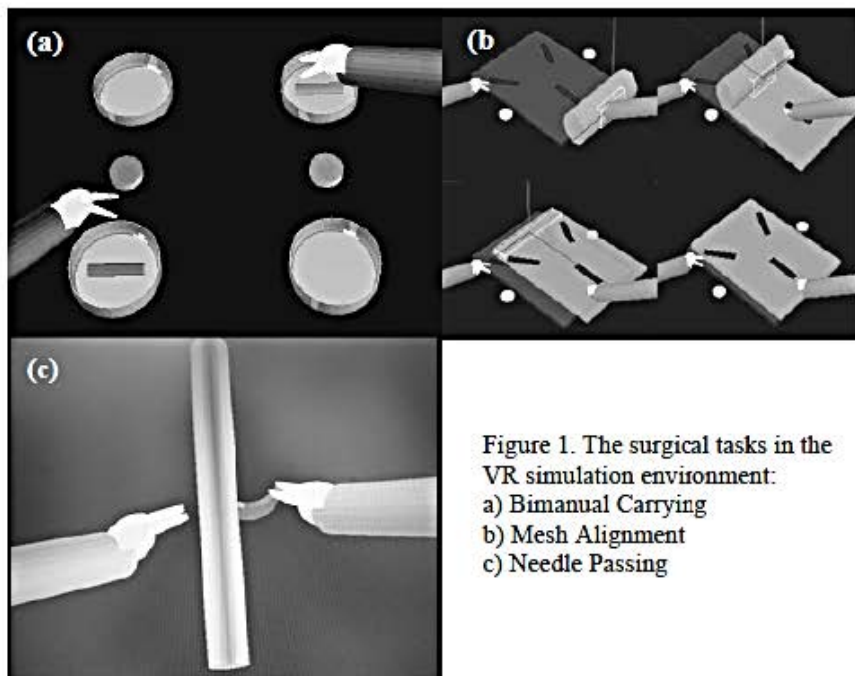 (a)
(b)
(c)
Figure 1. The surgical tasks in the
VR simulation environment:
a) Bimanual Carrying
b) Mesh Alignment
c) Needle Passing